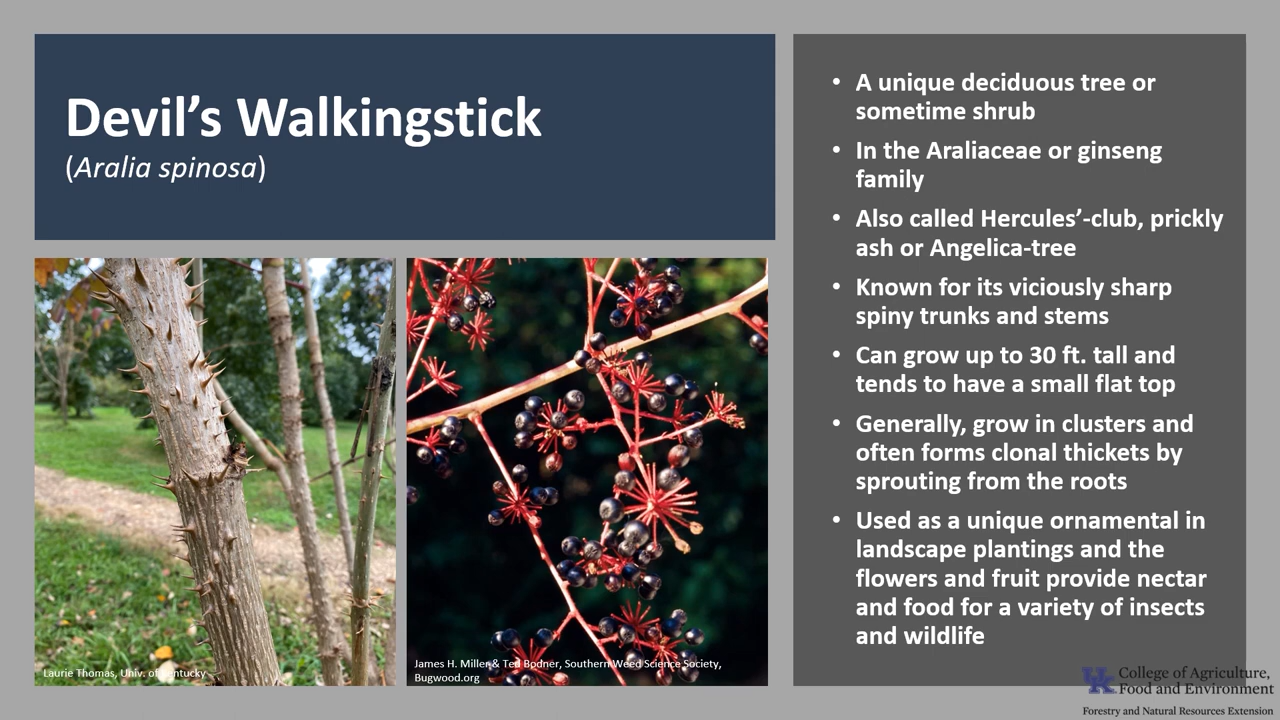 Devil's Walkingstick
(Aralia spinosa)
Laurie Thomas, Univ. of Kentucky
James H. Miller & Ted Bodner, Southern Weed Science Society,
Bugwood.org
• A unique deciduous tree or
sometime shrub
• In the Araliaceae or ginseng
family
• Also called Hercules'-club, prickly
ash or Angelica-tree
• Known for its viciously sharp
spiny trunks and stems
• Can grow up to 30 ft. tall and
tends to have a small flat top
• Generally, grow in clusters and
often forms clonal thickets by
sprouting from the roots
• Used as a unique ornamental in
landscape plantings and the
flowers and fruit provide nectar
and food for a variety of insects
and wildlife
UK College of Agriculture,
Food and Environment
Forestry and Natural Resources Extension